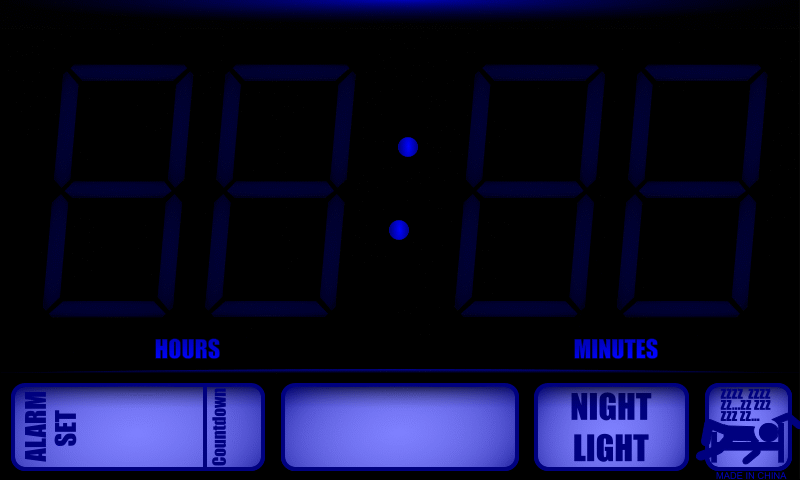 HOURS
MINUTES
ALARM
SET
Countdown
NIGHT
LIGHT
ZZZZ ZZZZ
ZZ...ZZ ZZZ
ZZZ ZZ...
MADE IN CHINA